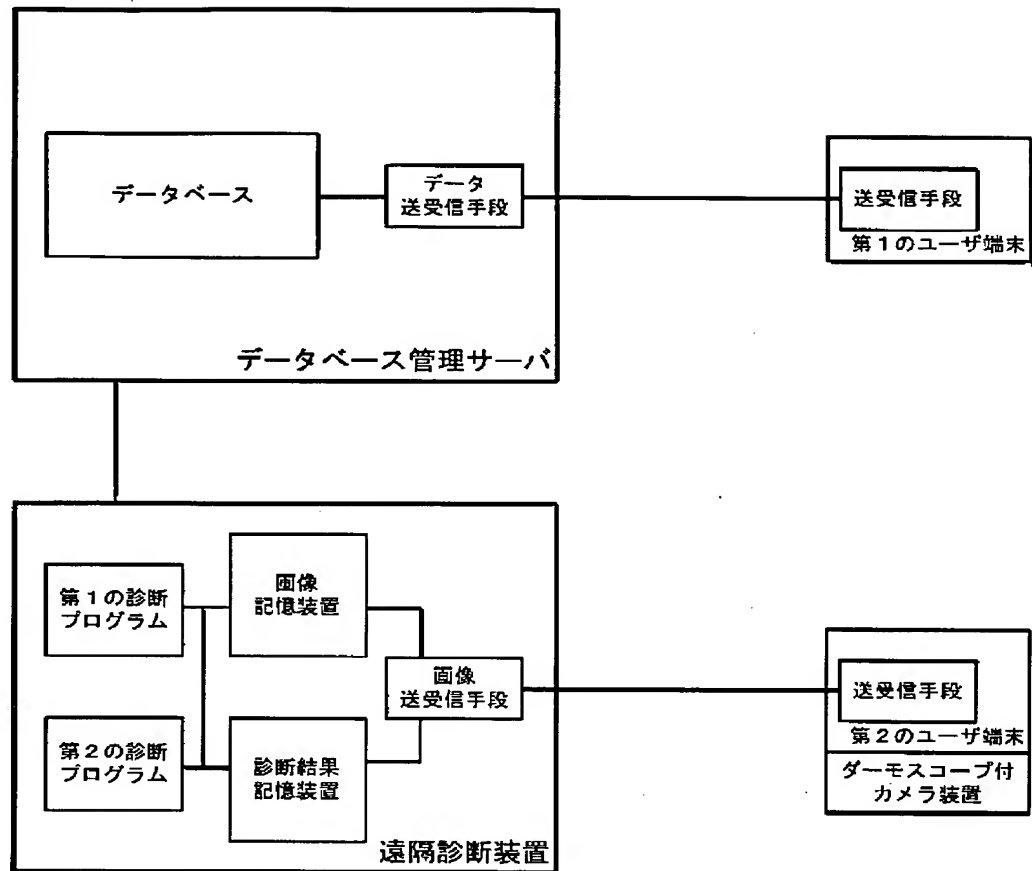 データベース
データ
送受信手段
データベース管理サーバ
送受信手段
第1のユーザ端末
第1の診断
プログラム
画像
記憶装置
第2の診断
プログラム
診断結果
記憶装置
画像
送受信手段
遠隔診断装置
送受信手段
第2のユーザ端末
ダーモスコープ付
カメラ装置